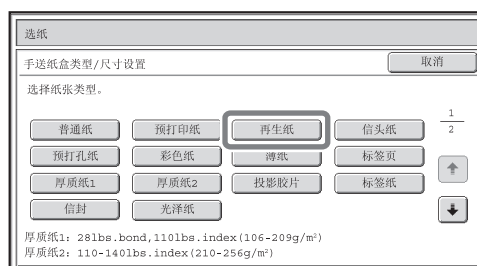 选纸
手送纸盒类型/尺寸设置 取消
选择纸张类型。
普通纸 预打印纸 再生纸 信头纸 1
2
预打孔纸 彩色纸 薄纸 标签页
厚质纸1 厚质纸2 投影胶片 标签纸
信封 光泽纸
厚质纸1: 28lbs.bond,110lbs.index(106-209g/m²)
厚质纸2: 110-140lbs.index(210-256g/m²)